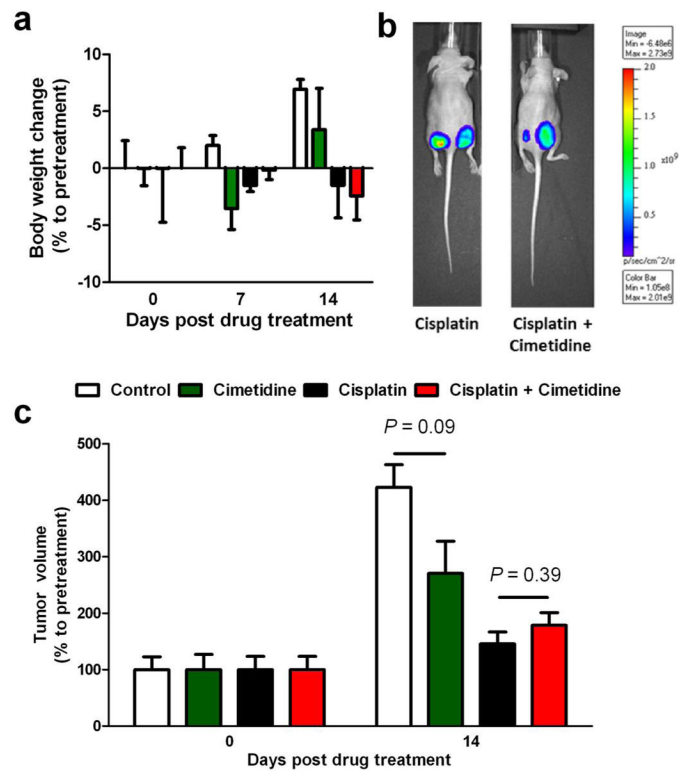 a
10
5
0
-5
-10
Body weight change
(% to pretreatment)
0 7 14
Days post drug treatment
b
Cisplatin
Cisplatin +
Cimetidine
Image
Min = -6.48e6
Max = 2.73e9
2.0
1.5
1.0
0.5
x10⁹
p/sec/cm^2/sr
Color Bar
Min = 1.05e8
Max = 2.01e9
Control Cimetidine Cisplatin Cisplatin + Cimetidine
c
500
400
300
200
100
0
Tumor volume
(% to pretreatment)
P = 0.09
P = 0.39
0 14
Days post drug treatment